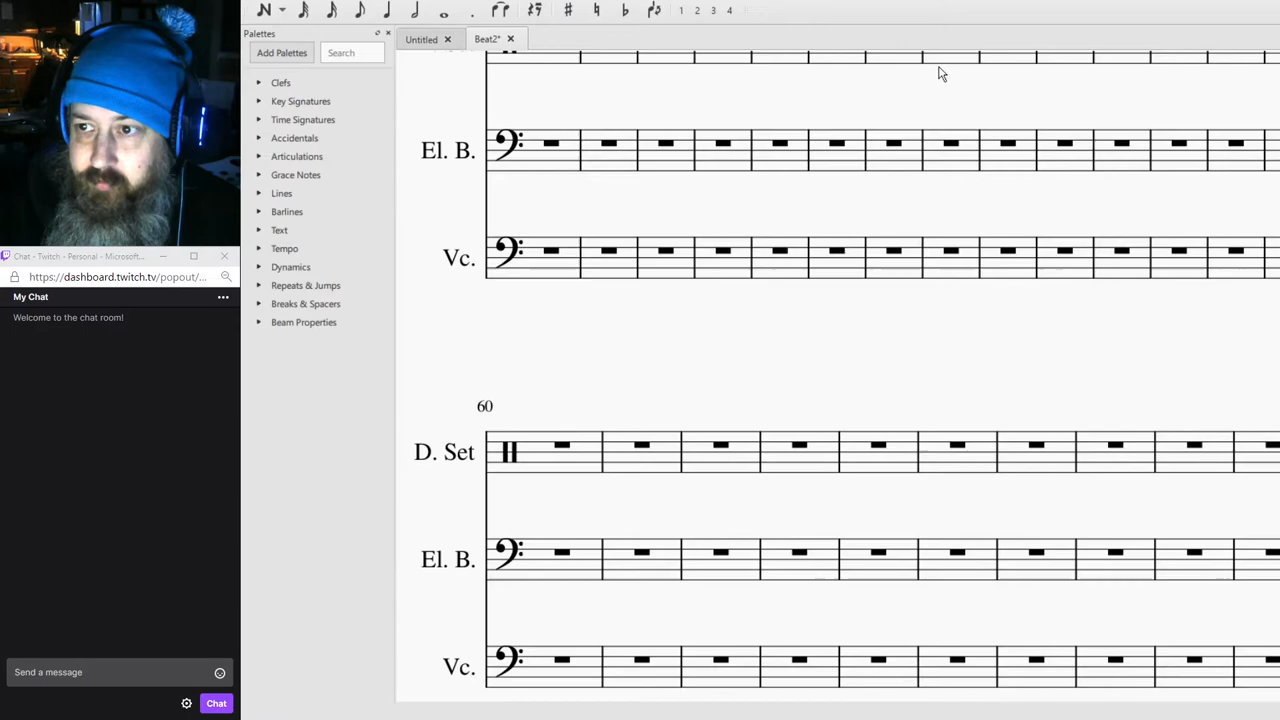 1 2 3 4
Palettes
Untitled
Beat2*
Add Palettes
Search
Clefs
Key Signatures
Time Signatures
Accidentals
Articulations
Grace Notes
Lines
Barlines
Text
Tempo
Dynamics
Repeats & Jumps
Breaks & Spacers
Beam Properties
El. B.
Vc.
60
D. Set
El. B.
Vc.
Chat - Twitch - Personal - Microsoft...
https://dashboard.twitch.tv/popout/...
My Chat
Welcome to the chat room!
Send a message
Chat